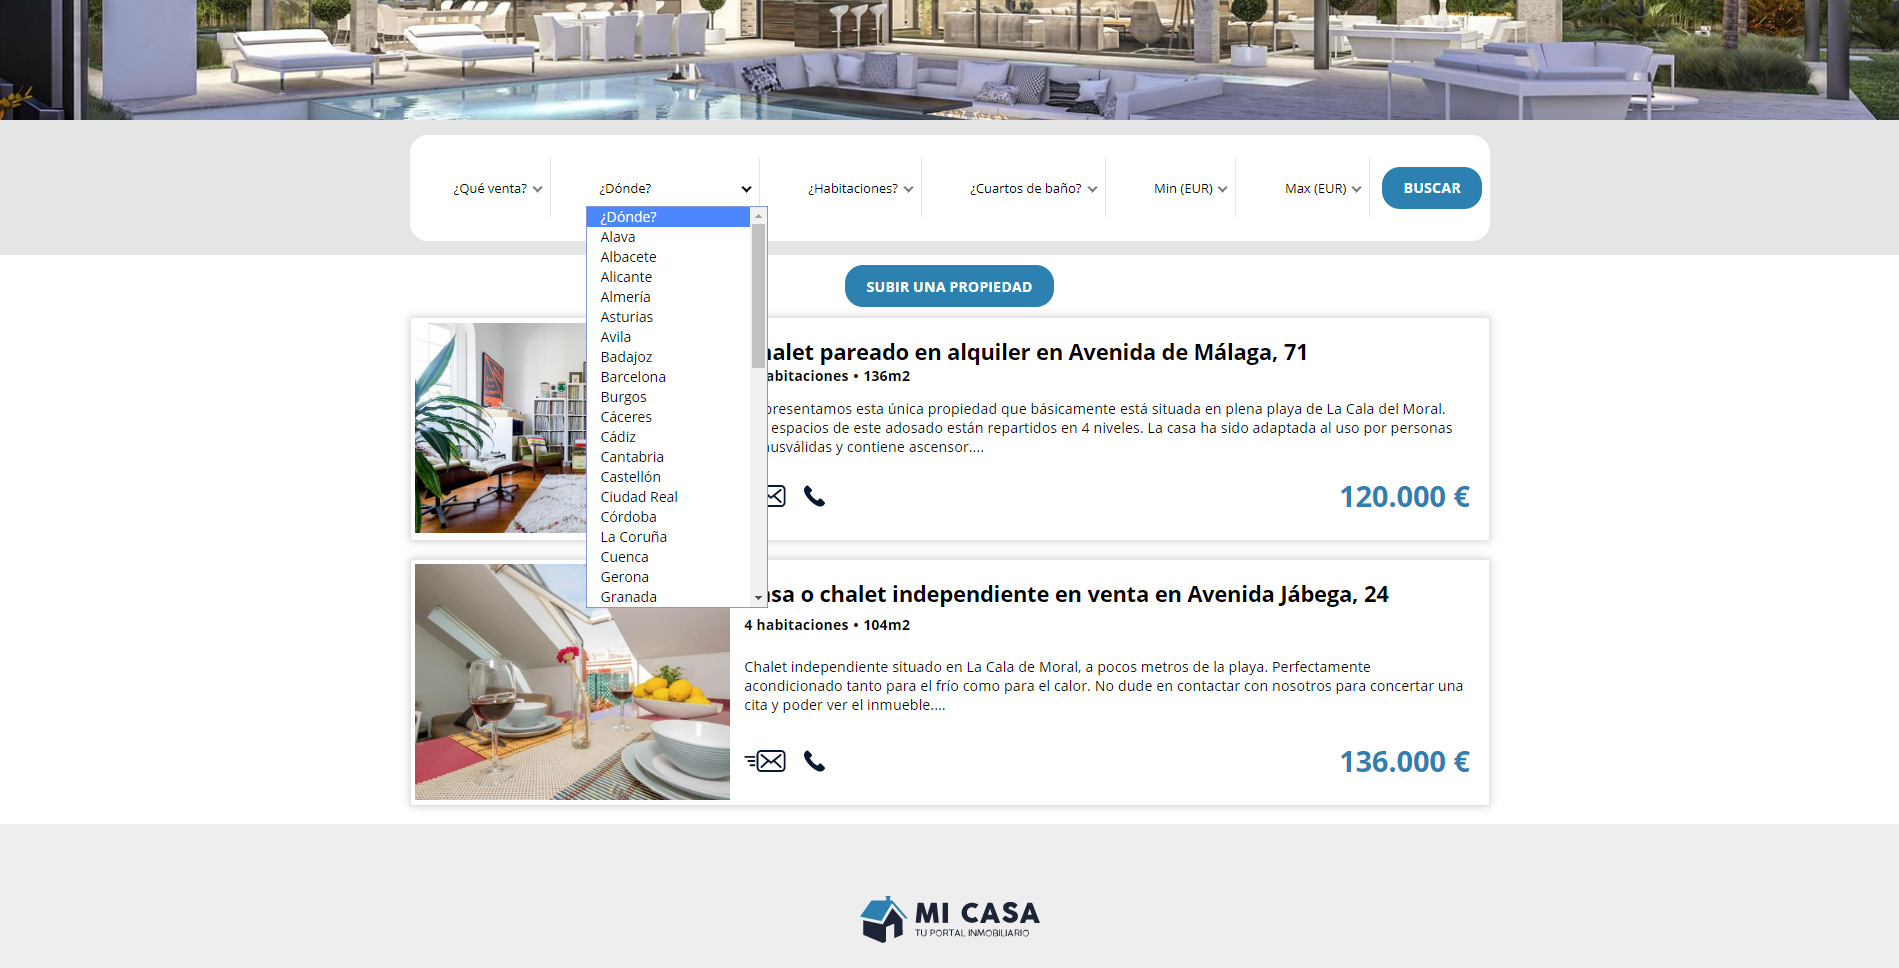 ¿Qué venta?
¿Dónde?
¿Habitaciones?
¿Cuartos de baño?
Min (EUR)
Max (EUR)
BUSCAR
¿Dónde?
Alava
Albacete
Alicante
Almería
Asturias
Avila
Badajoz
Barcelona
Burgos
Cáceres
Cádiz
Cantabria
Castellón
Ciudad Real
Córdoba
La Coruña
Cuenca
Gerona
Granada
SUBIR UNA PROPIEDAD
halet pareado en alquiler en Avenida de Málaga, 71
abitaciones • 136m2
presentamos esta única propiedad que básicamente está situada en plena playa de La Cala del Moral.
espacios de este adosado están repartidos en 4 niveles. La casa ha sido adaptada al uso por personas
usválidas y contiene ascensor....
120.000 €
sa o chalet independiente en venta en Avenida Jábega, 24
4 habitaciones • 104m2
Chalet independiente situado en La Cala de Moral, a pocos metros de la playa. Perfectamente
acondicionado tanto para el frío como para el calor. No dude en contactar con nosotros para concertar una
cita y poder ver el inmueble....
136.000 €
MI CASA
TU PORTAL INMOBILIARIO